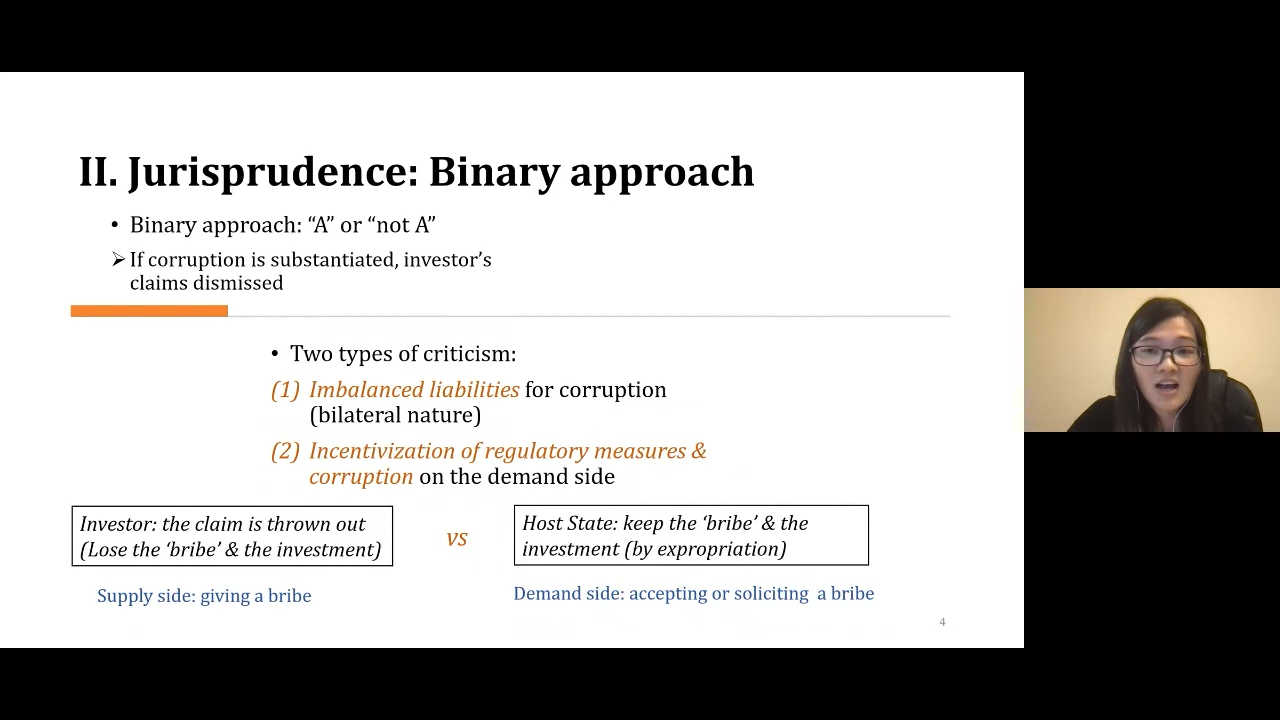 II. Jurisprudence: Binary approach
• Binary approach: “A” or “not A”
➢ If corruption is substantiated, investor’s
claims dismissed
• Two types of criticism:
(1) Imbalanced liabilities for corruption
(bilateral nature)
(2) Incentivization of regulatory measures &
corruption on the demand side
Investor: the claim is thrown out
(Lose the ‘bribe’ & the investment)
vs
Host State: keep the ‘bribe’ & the
investment (by expropriation)
Supply side: giving a bribe
Demand side: accepting or soliciting a bribe
4